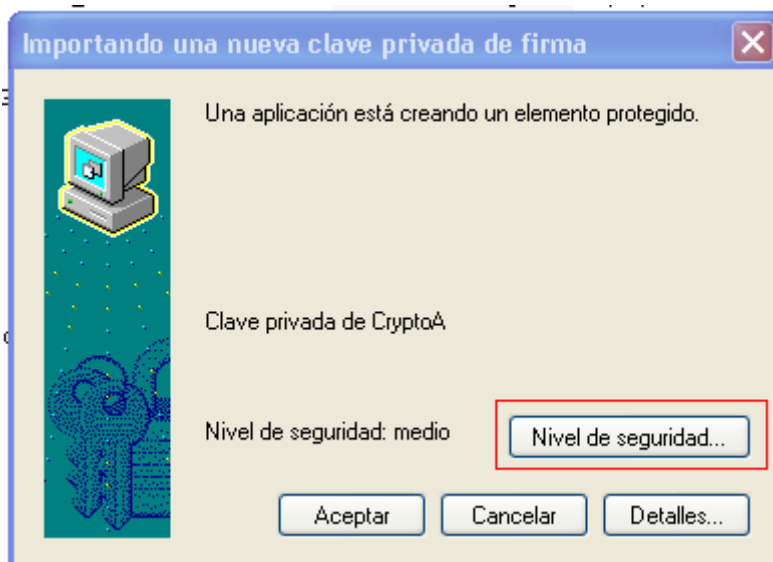 Importando una nueva clave privada de firma
Una aplicación está creando un elemento protegido.
Clave privada de CryptoA
Nivel de seguridad: medio
Nivel de seguridad...
Aceptar
Cancelar
Detalles...